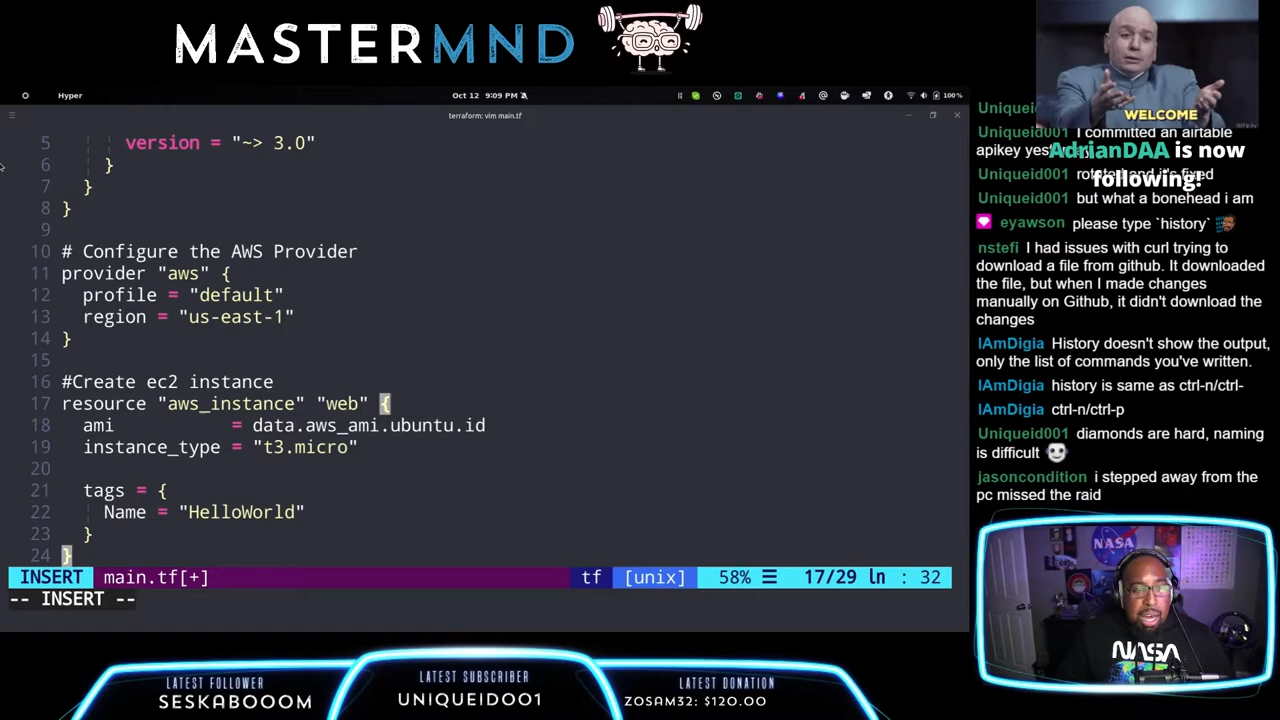 MASTERMND
WELCOME
Hyper
Oct 12 9:09 PM
100%
terraform: vim main.tf
5 version = "~> 3.0"
6 }
7 }
8 }
9
10 # Configure the AWS Provider
11 provider "aws" {
12 profile = "default"
13 region = "us-east-1"
14 }
15
16 #Create ec2 instance
17 resource "aws_instance" "web" {
18 ami = data.aws_ami.ubuntu.id
19 instance_type = "t3.micro"
20
21 tags = {
22 Name = "HelloWorld"
23 }
24 }
INSERT main.tf[+] tf [unix] 58% ☰ 17/29 ln : 32
-- INSERT --
Uniqueid001
Uniqueid001 I committed an airtable
apikey
AdrianDAA is now
following!
Uniqueid001
Uniqueid001 but what a bonehead i am
eyawson please type `history`
nstefi I had issues with curl trying to
download a file from github. It downloaded
the file, but when I made changes
manually on Github, it didn't download the
changes
IAmDigia History doesn't show the output,
only the list of commands you've written.
IAmDigia history is same as ctrl-n/ctrl-
IAmDigia ctrl-n/ctrl-p
Uniqueid001 diamonds are hard, naming
is difficult
jasoncondition i stepped away from the
pc missed the raid
NASA
NASA
LATEST FOLLOWER
SESKABOOOM
LATEST SUBSCRIBER
UNIQUEID001
LATEST DONATION
ZOSAM32: $120.00